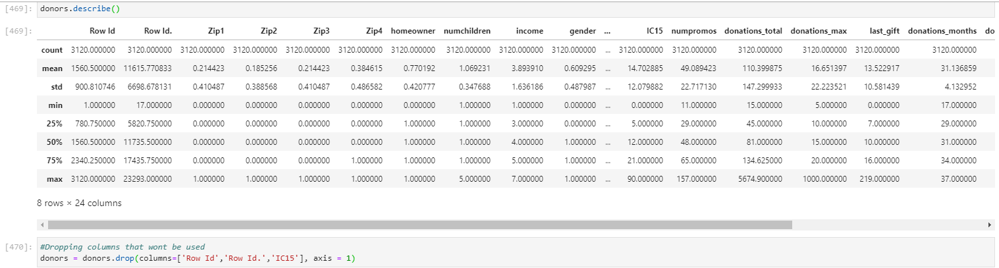 [469]: donors.describe()
[469]: Row Id Row Id. Zip1 Zip2 Zip3 Zip4 homeowner numchildren income gender ... IC15 numpromos donations_total donations_max last_gift donations_months do
count 3120.000000 3120.000000 3120.000000 3120.000000 3120.000000 3120.000000 3120.000000 3120.000000 3120.000000 3120.000000 ... 3120.000000 3120.000000 3120.000000 3120.000000 3120.000000 3120.000000
mean 1560.500000 11615.770833 0.214423 0.185256 0.214423 0.384615 0.770192 1.069231 3.893910 0.609295 ... 14.702885 49.089423 110.399875 16.651397 13.522917 31.136859
std 900.810746 6698.678131 0.410487 0.388568 0.410487 0.486582 0.420777 0.347688 1.636186 0.487987 ... 12.079882 22.717130 147.299933 22.223521 10.581439 4.132952
min 1.000000 17.000000 0.000000 0.000000 0.000000 0.000000 0.000000 1.000000 1.000000 0.000000 ... 0.000000 11.000000 15.000000 5.000000 0.000000 17.000000
25% 780.750000 5820.750000 0.000000 0.000000 0.000000 0.000000 1.000000 1.000000 3.000000 0.000000 ... 5.000000 29.000000 45.000000 10.000000 7.000000 29.000000
50% 1560.500000 11735.500000 0.000000 0.000000 0.000000 0.000000 1.000000 1.000000 4.000000 1.000000 ... 12.000000 48.000000 81.000000 15.000000 10.000000 31.000000
75% 2340.250000 17435.750000 0.000000 0.000000 0.000000 1.000000 1.000000 1.000000 5.000000 1.000000 ... 21.000000 65.000000 134.625000 20.000000 16.000000 34.000000
max 3120.000000 23293.000000 1.000000 1.000000 1.000000 1.000000 1.000000 5.000000 7.000000 1.000000 ... 90.000000 157.000000 5674.900000 1000.000000 219.000000 37.000000
8 rows × 24 columns
[470]: #Dropping columns that wont be used
donors = donors.drop(columns=['Row Id','Row Id.','IC15'], axis = 1)